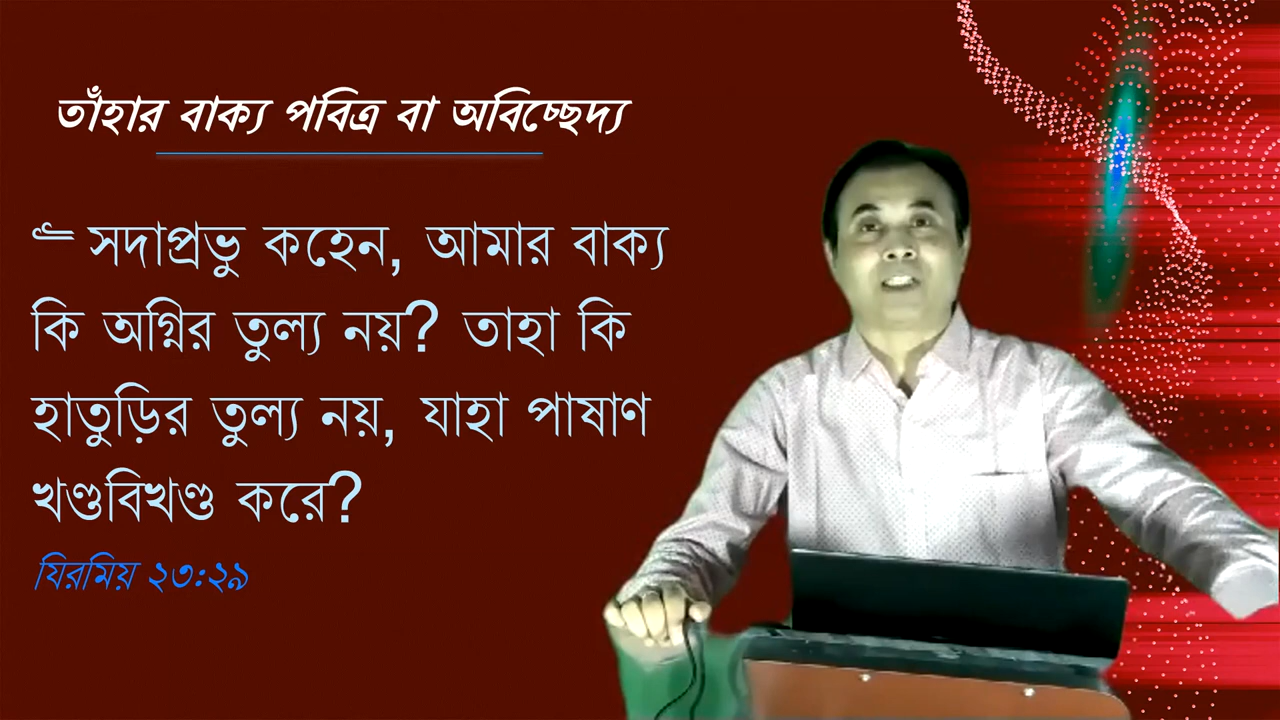 তাঁহার বাক্য পবিত্র বা অবিচ্ছেদ্য
সদাপ্রভু কহেন, আমার বাক্য
কি অগ্নির তুল্য নয়? তাহা কি
হাতুড়ির তুল্য নয়, যাহা পাষাণ
খণ্ডবিখণ্ড করে?
যিরমিয় ২৩:২৯